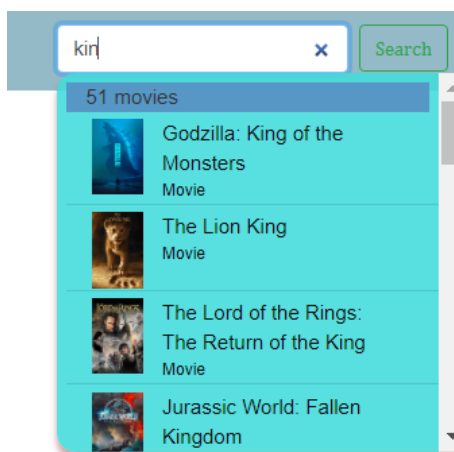 kin
Search
51 movies
Godzilla: King of the
Monsters
Movie
The Lion King
Movie
The Lord of the Rings:
The Return of the King
Movie
Jurassic World: Fallen
Kingdom